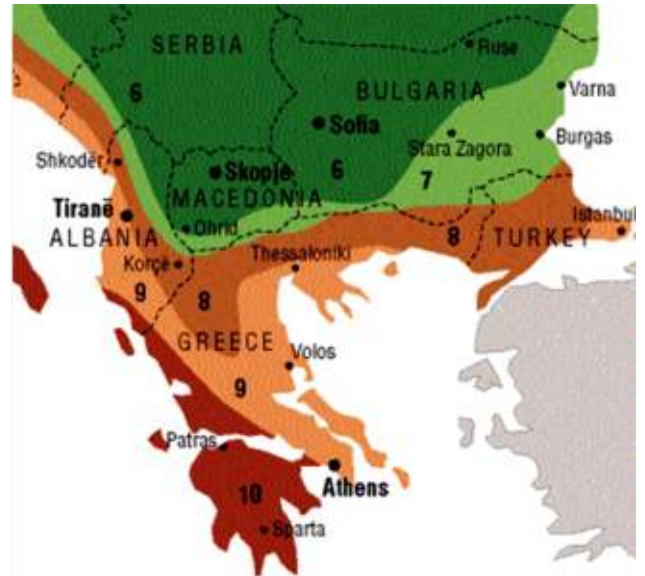 SERBIA
Ruse
6
BULGARIA
Varna
Sofia
Burgas
Stara Zagora
Shkodër
Skopje
6
7
MACEDONIA
Tiranë
Ohrid
Istanbul
ALBANIA
8
TURKEY
Thessaloniki
Korçë
9
8
GREECE
Volos
9
Patras
Athens
10
Sparta